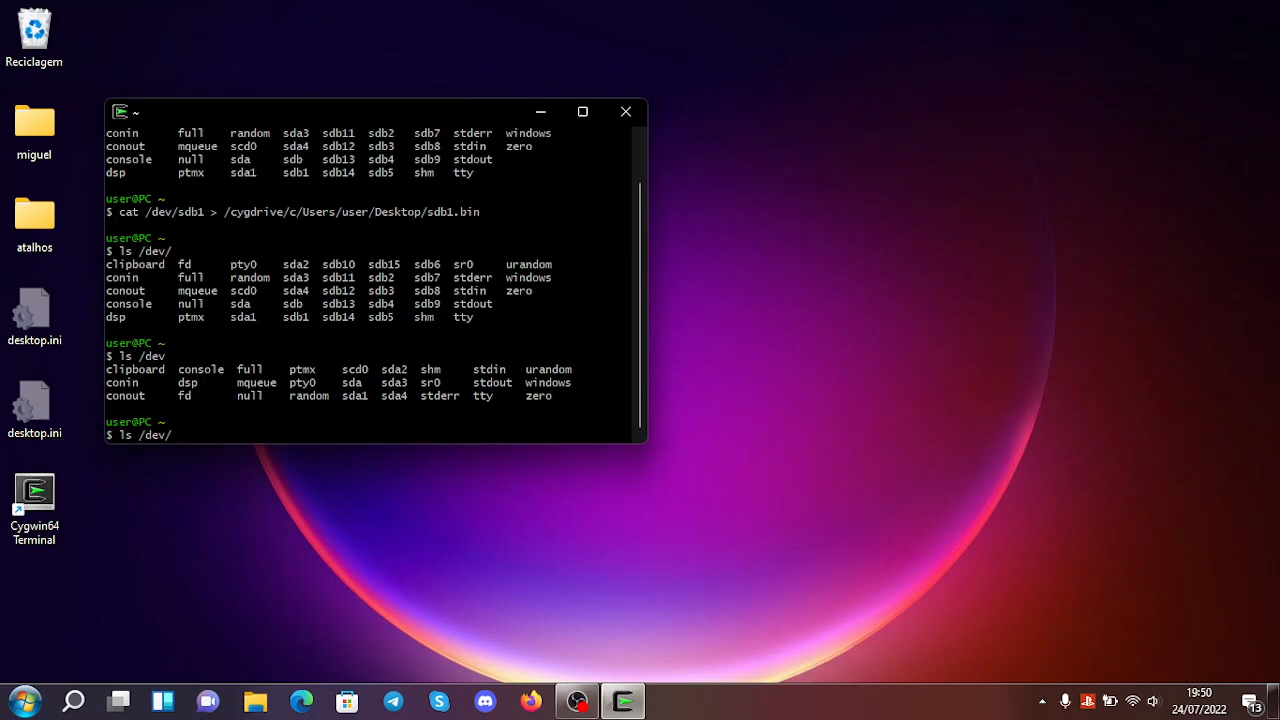 Reciclagem
miguel
atalhos
desktop.ini
desktop.ini
Cygwin64
Terminal
~
conin full random sda3 sdb11 sdb2 sdb7 stderr windows
conout mqueue scd0 sda4 sdb12 sdb3 sdb8 stdin zero
console null sda sdb sdb13 sdb4 sdb9 stdout
dsp ptmx sda1 sdb1 sdb14 sdb5 shm tty
user@PC ~
$ cat /dev/sdb1 > /cygdrive/c/Users/user/Desktop/sdb1.bin
user@PC ~
$ ls /dev/
clipboard fd pty0 sda2 sdb10 sdb15 sdb6 sr0 urandom
conin full random sda3 sdb11 sdb2 sdb7 stderr windows
conout mqueue scd0 sda4 sdb12 sdb3 sdb8 stdin zero
console null sda sdb sdb13 sdb4 sdb9 stdout
dsp ptmx sda1 sdb1 sdb14 sdb5 shm tty
user@PC ~
$ ls /dev
clipboard console full ptmx scd0 sda2 shm stdin urandom
conin dsp mqueue pty0 sda sda3 sr0 stdout windows
conout fd null random sda1 sda4 stderr tty zero
user@PC ~
$ ls /dev/
19:50
24/07/2022
13